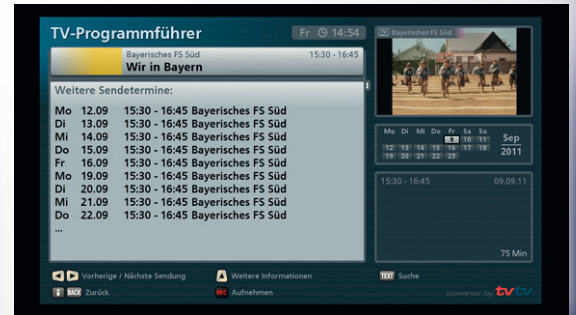 TV-Programmführer
Fr 14:54
Bayerisches FS Süd 15:30 - 16:45
Wir in Bayern
Weitere Sendetermine:
Mo 12.09 15:30 - 16:45 Bayerisches FS Süd
Di 13.09 15:30 - 16:45 Bayerisches FS Süd
Mi 14.09 15:30 - 16:45 Bayerisches FS Süd
Do 15.09 15:30 - 16:45 Bayerisches FS Süd
Fr 16.09 15:30 - 16:45 Bayerisches FS Süd
Mo 19.09 15:30 - 16:45 Bayerisches FS Süd
Di 20.09 15:30 - 16:45 Bayerisches FS Süd
Mi 21.09 15:30 - 16:45 Bayerisches FS Süd
Do 22.09 15:30 - 16:45 Bayerisches FS Süd
...
TV Bayerisches FS Süd
Mo Di Mi Do Fr Sa So
9 10 11
12 13 14 15 16 17 18
19 20 21 22 23
Sep
2011
15:30 - 16:45 09.09.11
75 Min
Vorherige / Nächste Sendung
Weitere Informationen
TEXT Suche
i BACK Zurück
REC Aufnehmen
powered by tvtv